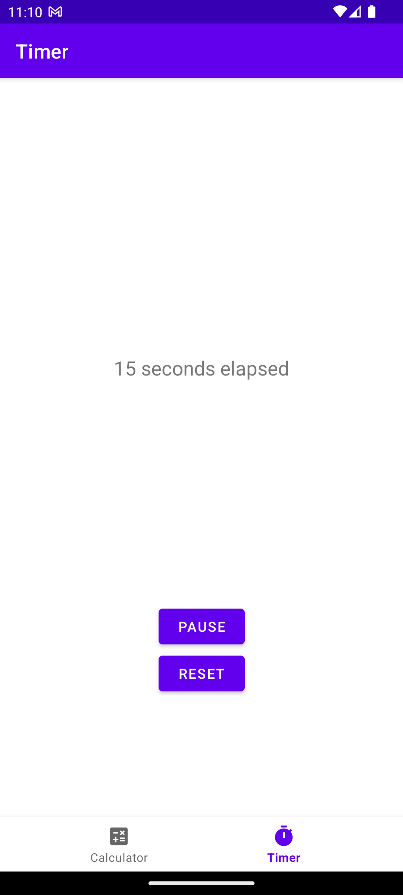 11:10
Timer
15 seconds elapsed
PAUSE
RESET
Calculator
Timer